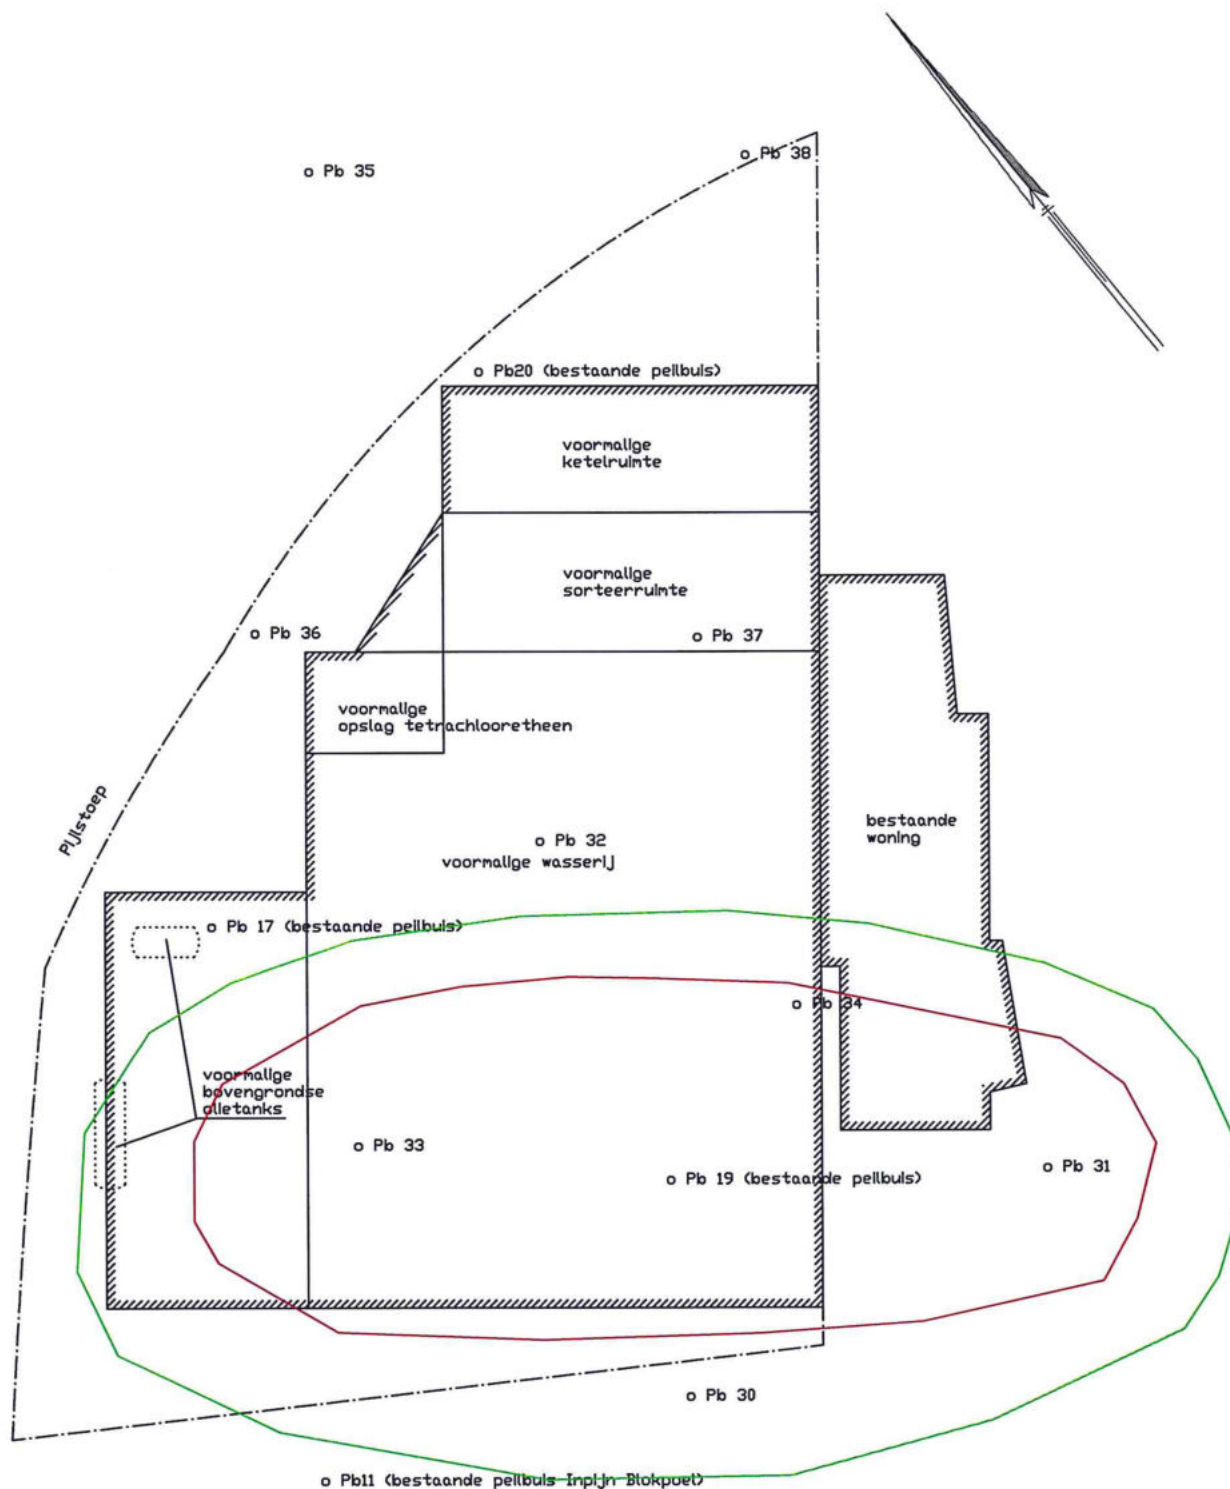 Pb 35
Pb 38
Pb20 (bestaande peilbuis)
voormalige
ketelruimte
voormalige
sorteerruimte
Pb 36
Pb 37
voormalige
opslag tetrachlooretheen
Pijlstoep
bestaande
woning
Pb 32
voormalige wasserij
Pb 17 (bestaande peilbuis)
Pb 34
voormalige
bovengrondse
olietanks
Pb 33
Pb 19 (bestaande peilbuis)
Pb 31
Pb 30
Pb11 (bestaande peilbuis Inpijn Blokpoel)